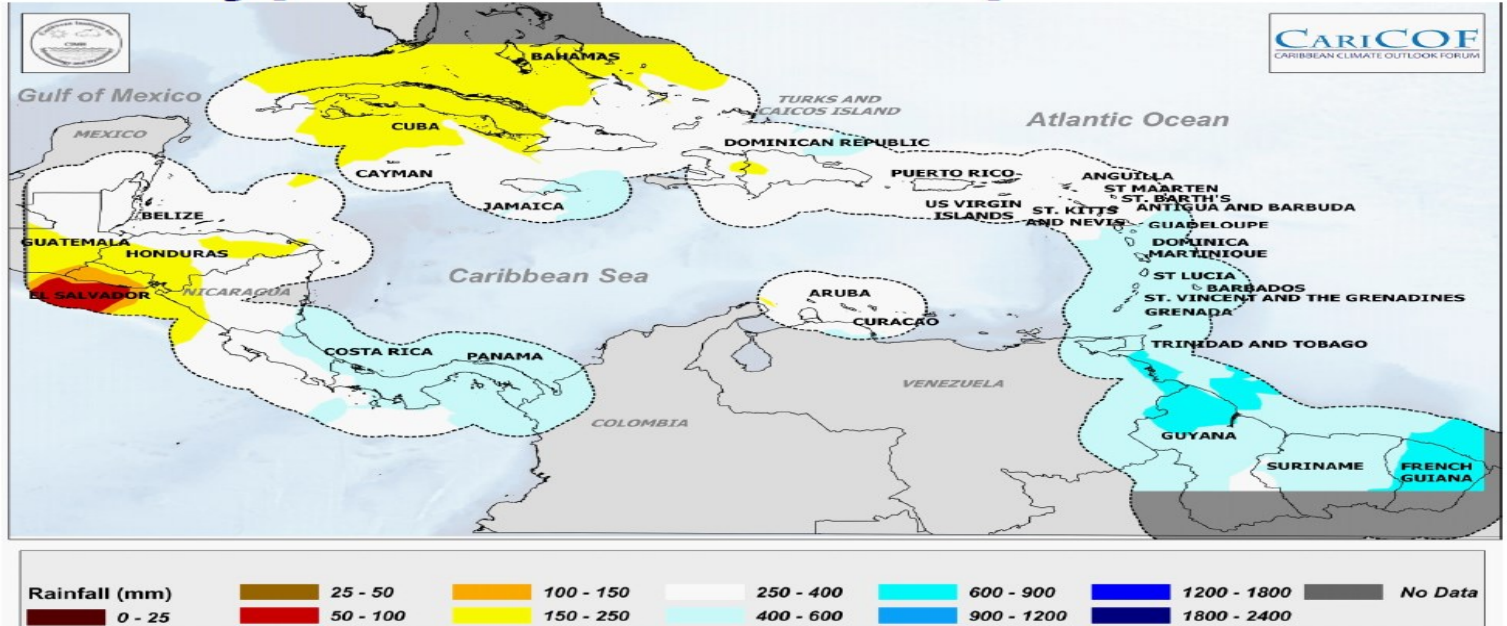 CARICOF
CARIBBEAN CLIMATE OUTLOOK FORUM
BAHAMAS
Gulf of Mexico
TURKS AND
CAICOS ISLAND
Atlantic Ocean
MEXICO
CUBA
DOMINICAN REPUBLIC
CAYMAN
PUERTO RICO
ANGUILLA
ST MAARTEN
ST. BARTH'S
JAMAICA
US VIRGIN
ISLANDS
ST. KITTS
AND NEVIS
ANTIGUA AND BARBUDA
BELIZE
GUADELOUPE
GUATEMALA
HONDURAS
DOMINICA
MARTINIQUE
Caribbean Sea
ST LUCIA
EL SALVADOR
NICARAGUA
ARUBA
BARBADOS
ST. VINCENT AND THE GRENADINES
CURACAO
GRENADA
COSTA RICA
PANAMA
TRINIDAD AND TOBAGO
VENEZUELA
COLOMBIA
GUYANA
SURINAME
FRENCH
GUIANA
Rainfall (mm)
0 - 25
25 - 50
50 - 100
100 - 150
150 - 250
250 - 400
400 - 600
600 - 900
900 - 1200
1200 - 1800
1800 - 2400
No Data